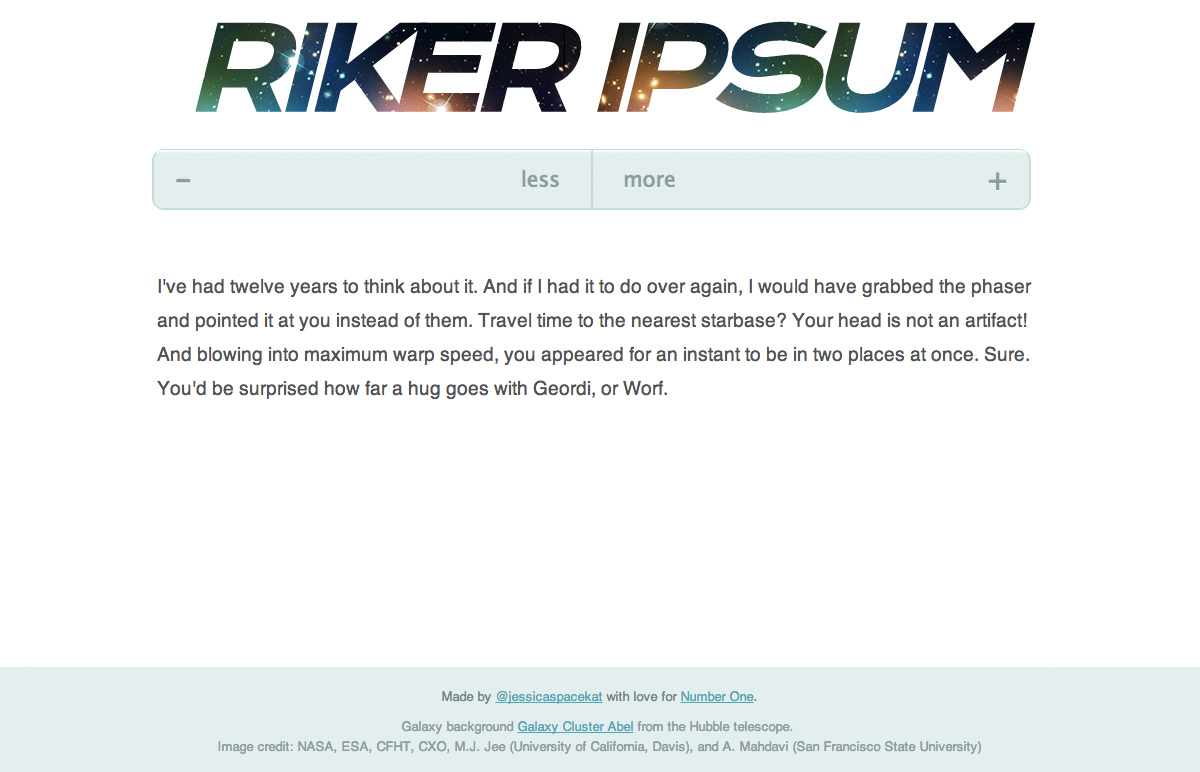 RIKER IPSUM
− less more +
I've had twelve years to think about it. And if I had it to do over again, I would have grabbed the phaser
and pointed it at you instead of them. Travel time to the nearest starbase? Your head is not an artifact!
And blowing into maximum warp speed, you appeared for an instant to be in two places at once. Sure.
You'd be surprised how far a hug goes with Geordi, or Worf.
Made by @jessicaspacekat with love for Number One.
Galaxy background Galaxy Cluster Abel from the Hubble telescope.
Image credit: NASA, ESA, CFHT, CXO, M.J. Jee (University of California, Davis), and A. Mahdavi (San Francisco State University)